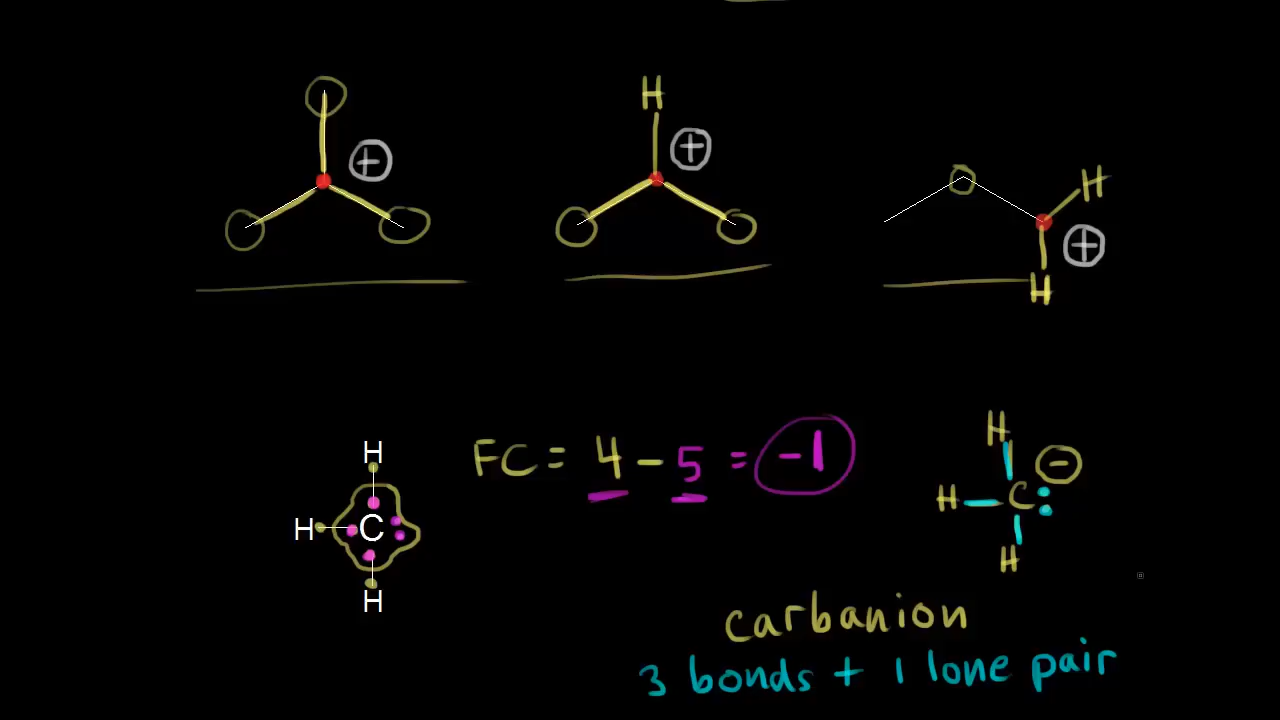 H
+ + H
+
H
H
FC = 4 - 5 = -1
H
H C H
H C : -
H
H
carbanion
3 bonds + 1 lone pair